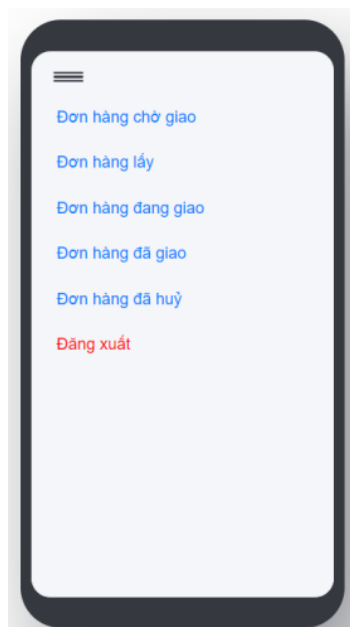 Đơn hàng chờ giao
Đơn hàng lấy
Đơn hàng đang giao
Đơn hàng đã giao
Đơn hàng đã huỷ
Đăng xuất